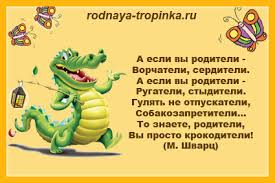 rodnaya-tropinka.ru
А если вы родители -
Ворчатели, сердители.
А если вы родители -
Ругатели, стыдители.
Гулять не отпускатели,
Собакозапретители...
То знаете, родители,
Вы просто крокодители!
(М. Шварц)